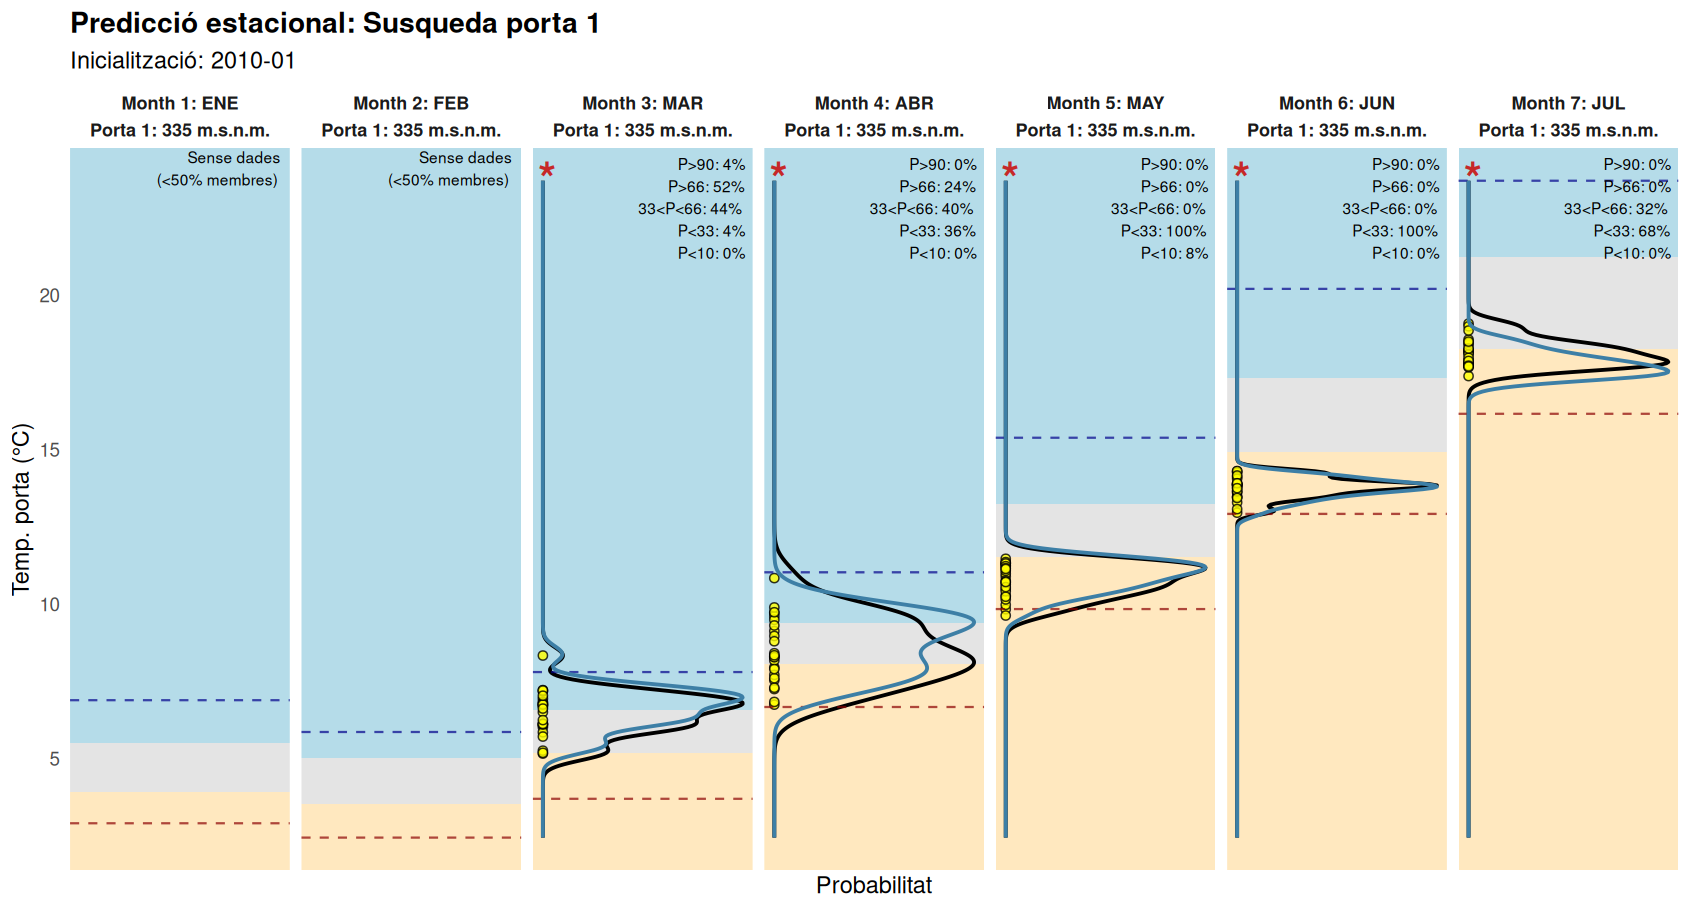 Predicció estacional: Susqueda porta 1
Inicialització: 2010-01
Month 1: ENE
Porta 1: 335 m.s.n.m.
Month 2: FEB
Porta 1: 335 m.s.n.m.
Month 3: MAR
Porta 1: 335 m.s.n.m.
Month 4: ABR
Porta 1: 335 m.s.n.m.
Month 5: MAY
Porta 1: 335 m.s.n.m.
Month 6: JUN
Porta 1: 335 m.s.n.m.
Month 7: JUL
Porta 1: 335 m.s.n.m.
Sense dades
(<50% membres)
Sense dades
(<50% membres)
*
P>90: 4%
P>66: 52%
33<P<66: 44%
P<33: 4%
P<10: 0%
*
P>90: 0%
P>66: 24%
33<P<66: 40%
P<33: 36%
P<10: 0%
*
P>90: 0%
P>66: 0%
33<P<66: 0%
P<33: 100%
P<10: 8%
*
P>90: 0%
P>66: 0%
33<P<66: 0%
P<33: 100%
P<10: 0%
*
P>90: 0%
P>66: 0%
33<P<66: 32%
P<33: 68%
P<10: 0%
20
15
10
5
Temp. porta (°C)
Probabilitat